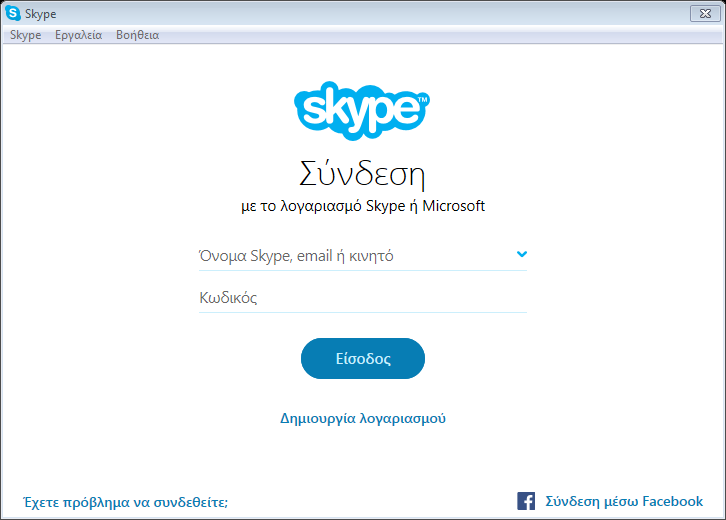 Skype
Skype Εργαλεία Βοήθεια
skype™
Σύνδεση
με το λογαριασμό Skype ή Microsoft
Όνομα Skype, email ή κινητό
Κωδικός
Είσοδος
Δημιουργία λογαριασμού
Έχετε πρόβλημα να συνδεθείτε; Σύνδεση μέσω Facebook